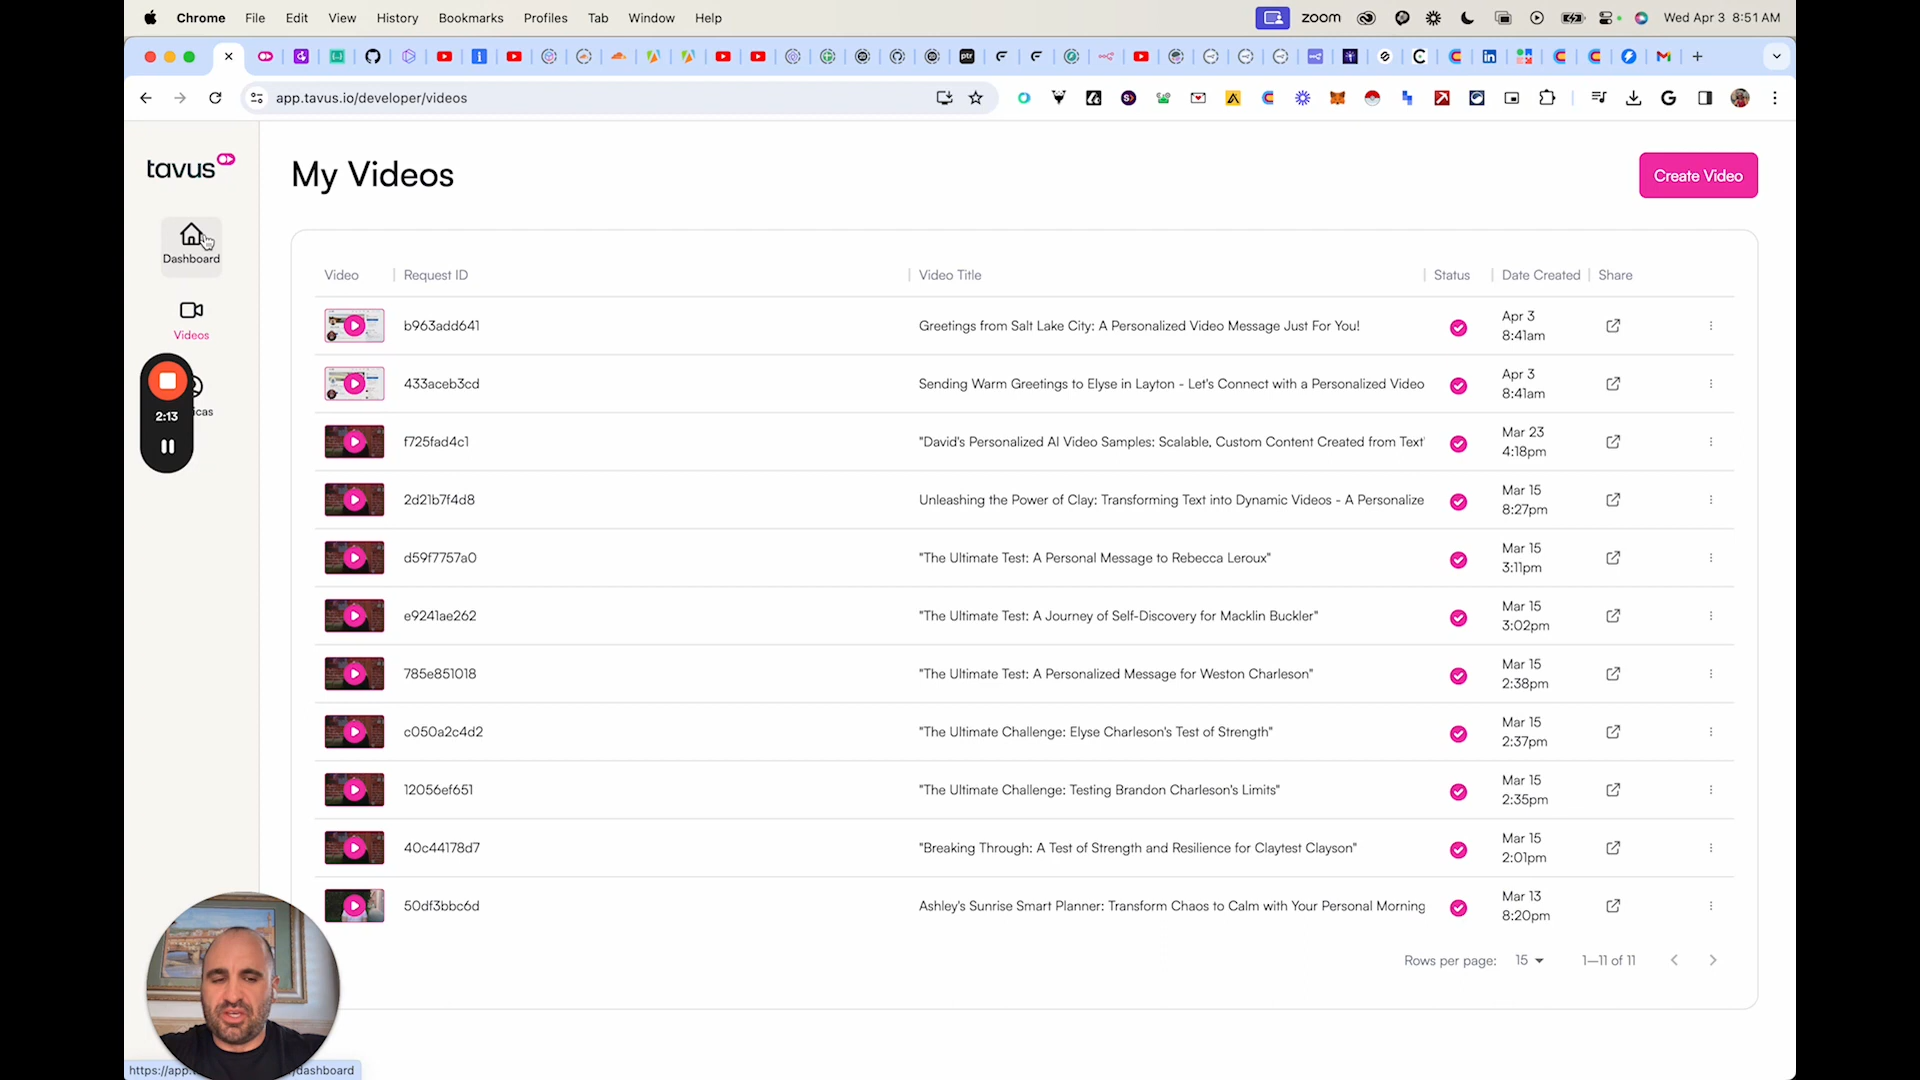 Chrome File Edit View History Bookmarks Profiles Tab Window Help
zoom
Wed Apr 3 8:51 AM
ptr
app.tavus.io/developer/videos
tavus
Dashboard
Videos
2:13
icas
My Videos
Create Video
Video Request ID Video Title Status Date Created Share
b963add641 Greetings from Salt Lake City: A Personalized Video Message Just For You! Apr 3 8:41am
433aceb3cd Sending Warm Greetings to Elyse in Layton - Let's Connect with a Personalized Video Apr 3 8:41am
f725fad4c1 "David's Personalized AI Video Samples: Scalable, Custom Content Created from Text" Mar 23 4:18pm
2d21b7f4d8 Unleashing the Power of Clay: Transforming Text into Dynamic Videos - A Personalize Mar 15 8:27pm
d59f7757a0 "The Ultimate Test: A Personal Message to Rebecca Leroux" Mar 15 3:11pm
e9241ae262 "The Ultimate Test: A Journey of Self-Discovery for Macklin Buckler" Mar 15 3:02pm
785e851018 "The Ultimate Test: A Personalized Message for Weston Charleson" Mar 15 2:38pm
c050a2c4d2 "The Ultimate Challenge: Elyse Charleson's Test of Strength" Mar 15 2:37pm
12056ef651 "The Ultimate Challenge: Testing Brandon Charleson's Limits" Mar 15 2:35pm
40c44178d7 "Breaking Through: A Test of Strength and Resilience for Claytest Clayson" Mar 15 2:01pm
50df3bbc6d Ashley's Sunrise Smart Planner: Transform Chaos to Calm with Your Personal Morning Mar 13 8:20pm
Rows per page: 15 1–11 of 11
https://app.t /dashboard